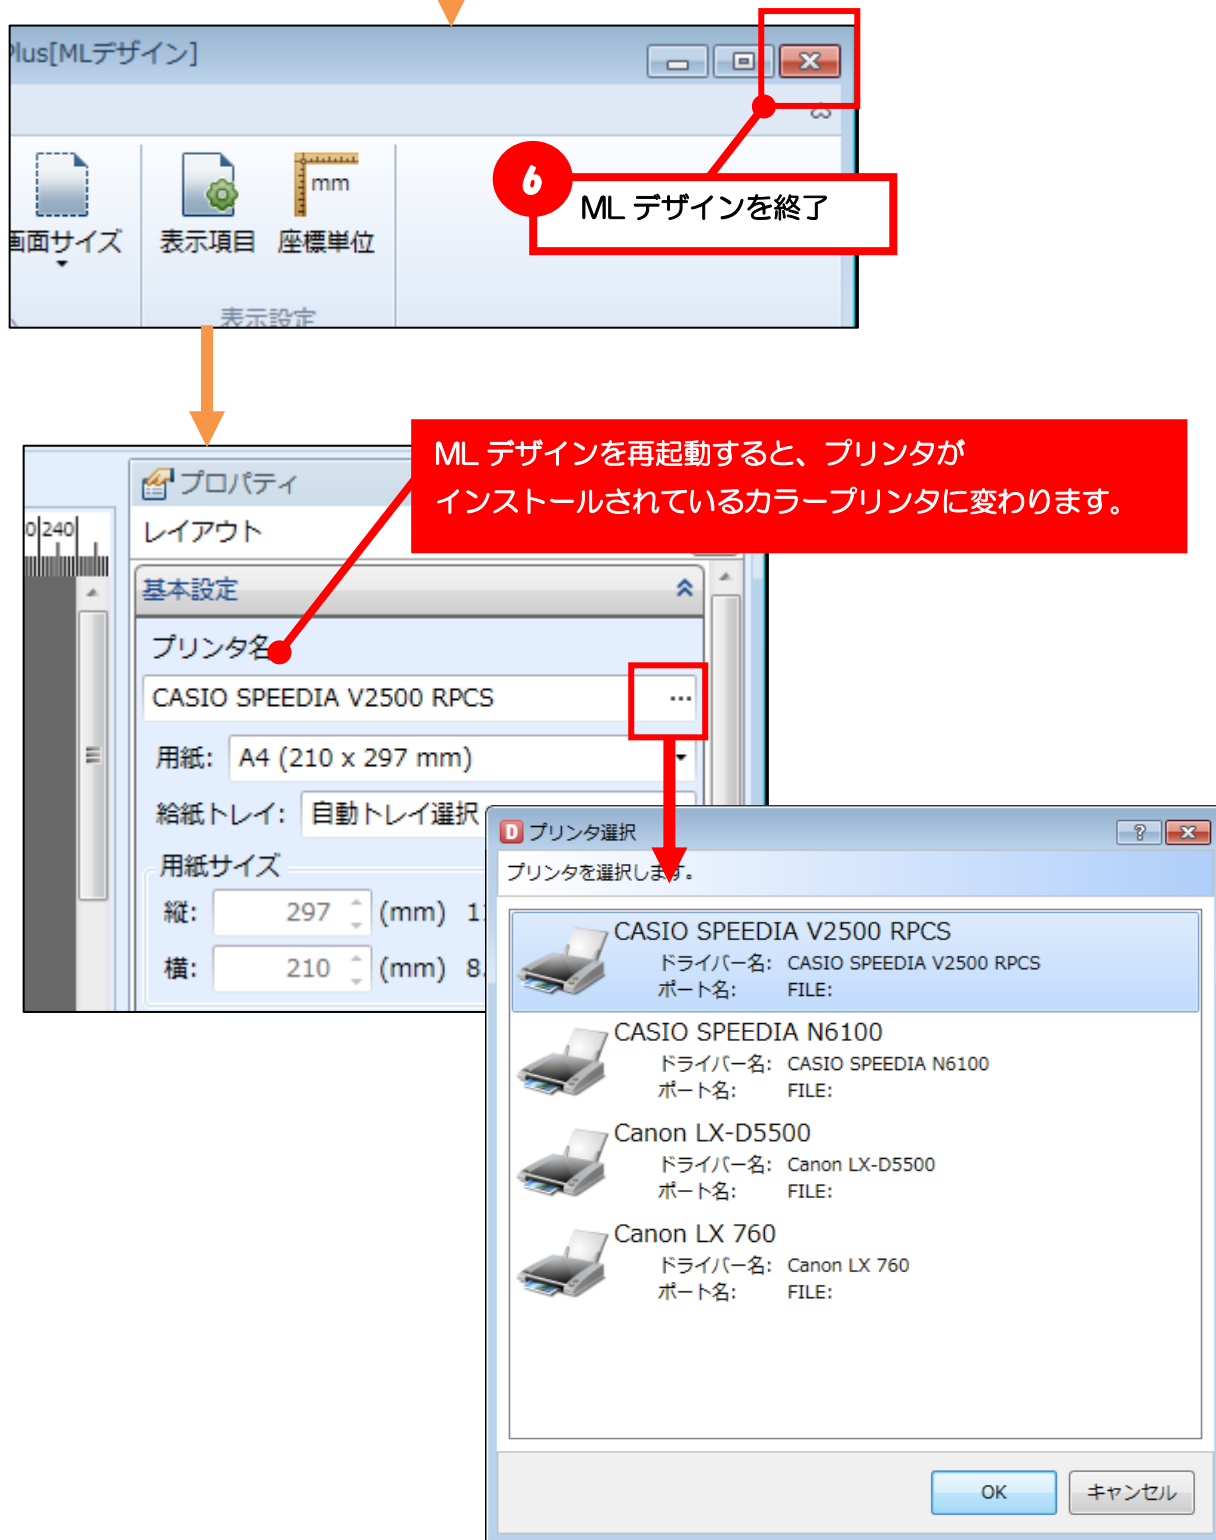 Plus[MLデザイン]
画面サイズ
表示項目
mm
座標単位
表示設定
6
ML デザインを終了
ML デザインを再起動すると、プリンタが
インストールされているカラープリンタに変わります。
プロパティ
240
レイアウト
基本設定
プリンタ名
CASIO SPEEDIA V2500 RPCS
...
用紙: A4 (210 x 297 mm)
給紙トレイ: 自動トレイ選択
用紙サイズ
縦: 297 (mm) 1
横: 210 (mm) 8.
D プリンタ選択
?
プリンタを選択します。
CASIO SPEEDIA V2500 RPCS
ドライバー名: CASIO SPEEDIA V2500 RPCS
ポート名: FILE:
CASIO SPEEDIA N6100
ドライバー名: CASIO SPEEDIA N6100
ポート名: FILE:
Canon LX-D5500
ドライバー名: Canon LX-D5500
ポート名: FILE:
Canon LX 760
ドライバー名: Canon LX 760
ポート名: FILE:
OK
キャンセル